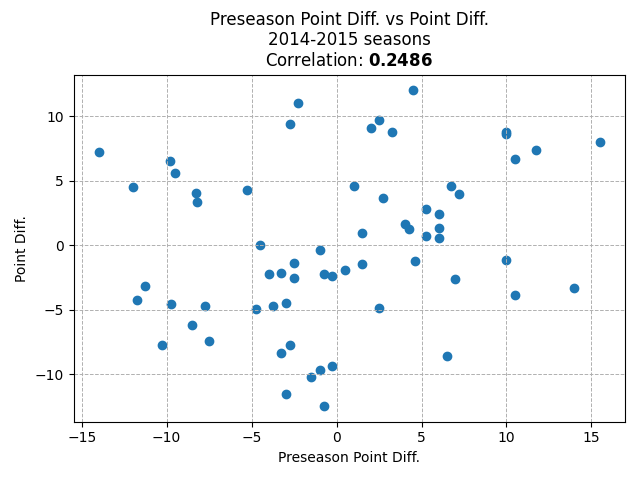 Preseason Point Diff. vs Point Diff.
2014-2015 seasons
Correlation: 0.2486
Point Diff.
10
5
0
−5
−10
−15
−10
−5
0
5
10
15
Preseason Point Diff.